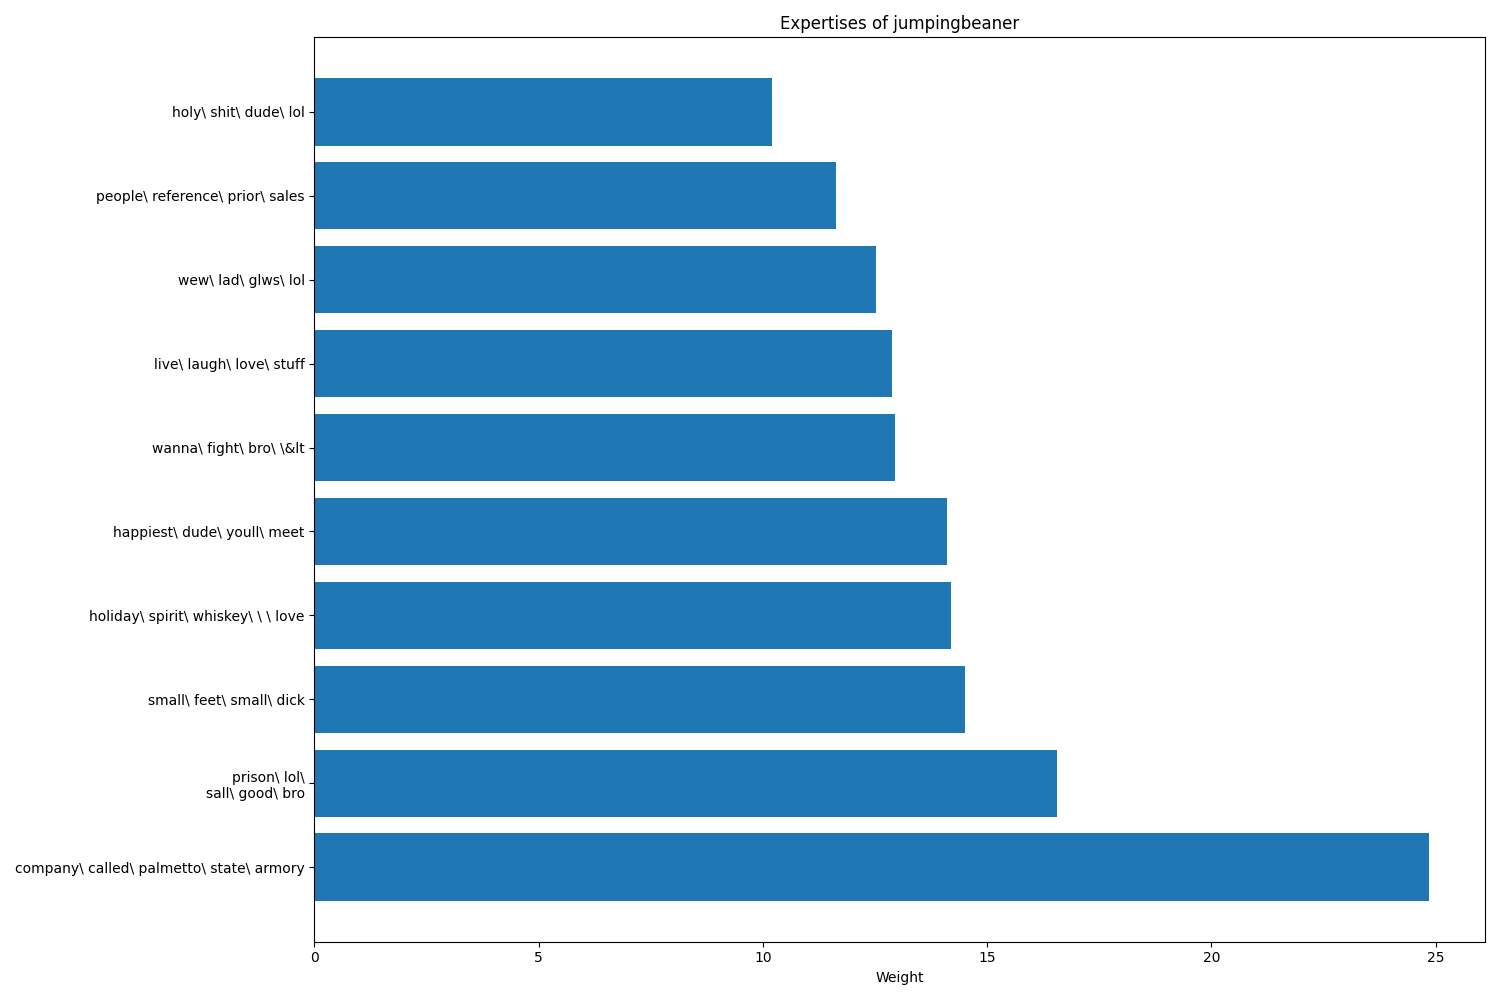 Expertises of jumpingbeaner
holy\ shit\ dude\ lol
people\ reference\ prior\ sales
wew\ lad\ glws\ lol
live\ laugh\ love\ stuff
wanna\ fight\ bro\ \&lt
happiest\ dude\ youll\ meet
holiday\ spirit\ whiskey\ \ \ love
small\ feet\ small\ dick
prison\ lol\
sall\ good\ bro
company\ called\ palmetto\ state\ armory
0 5 10 15 20 25
Weight